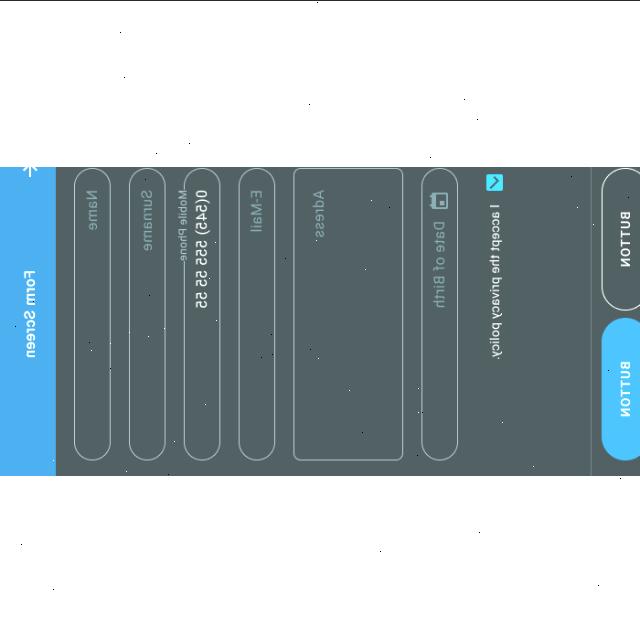 Form Screen
Name
Surname
Mobile Phone
0(545) 555 55 55
E-Mail
Adress
Date of Birth
I accept the privacy policy.
BUTTON
BUTTON